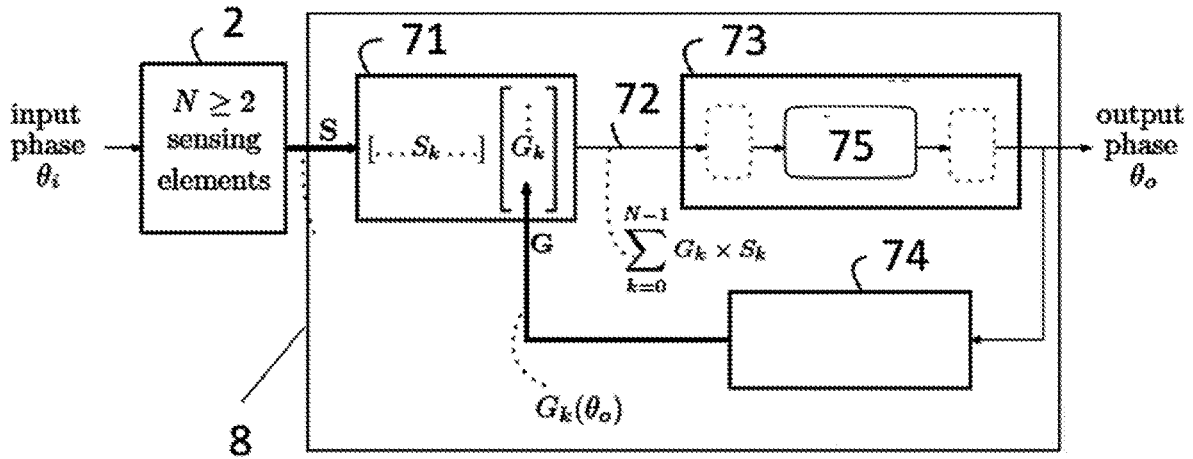 2
71
73
input
phase
θᵢ
N ≥ 2
sensing
elements
S
[... Sₖ ...]
[⋮ Gₖ]
72
75
output
phase
θₒ
G
N−1
∑ Gₖ × Sₖ
k=0
74
Gₖ(θₒ)
8